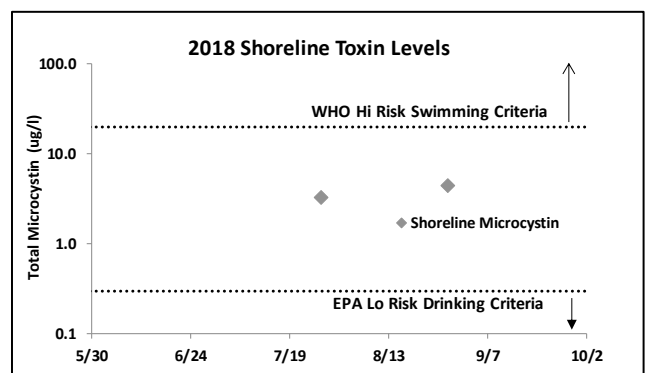 2018 Shoreline Toxin Levels
100.0
WHO Hi Risk Swimming Criteria
10.0
Total Microcystin (ug/l)
Shoreline Microcystin
1.0
EPA Lo Risk Drinking Criteria
0.1
5/30 6/24 7/19 8/13 9/7 10/2